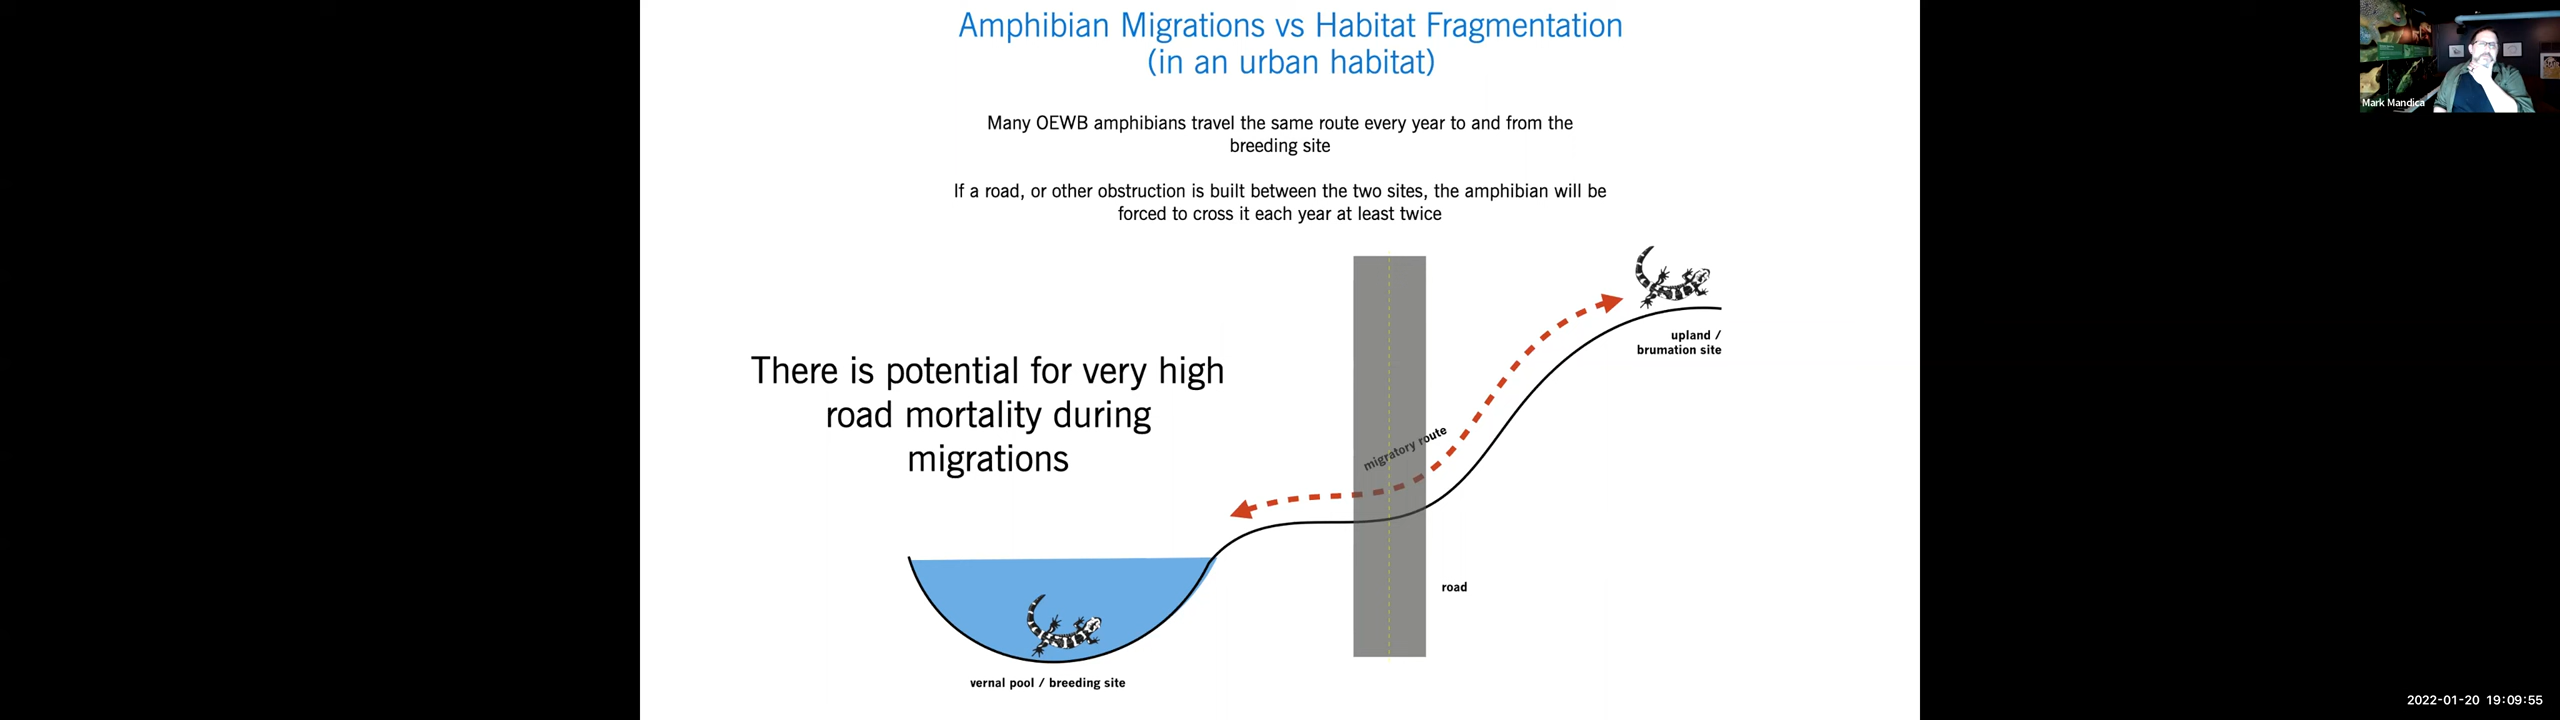 Amphibian Migrations vs Habitat Fragmentation
(in an urban habitat)
Many OEWB amphibians travel the same route every year to and from the
breeding site
If a road, or other obstruction is built between the two sites, the amphibian will be
forced to cross it each year at least twice
There is potential for very high
road mortality during
migrations
migratory route
upland /
brumation site
road
vernal pool / breeding site
Mark Mandica
2022-01-20 19:09:55